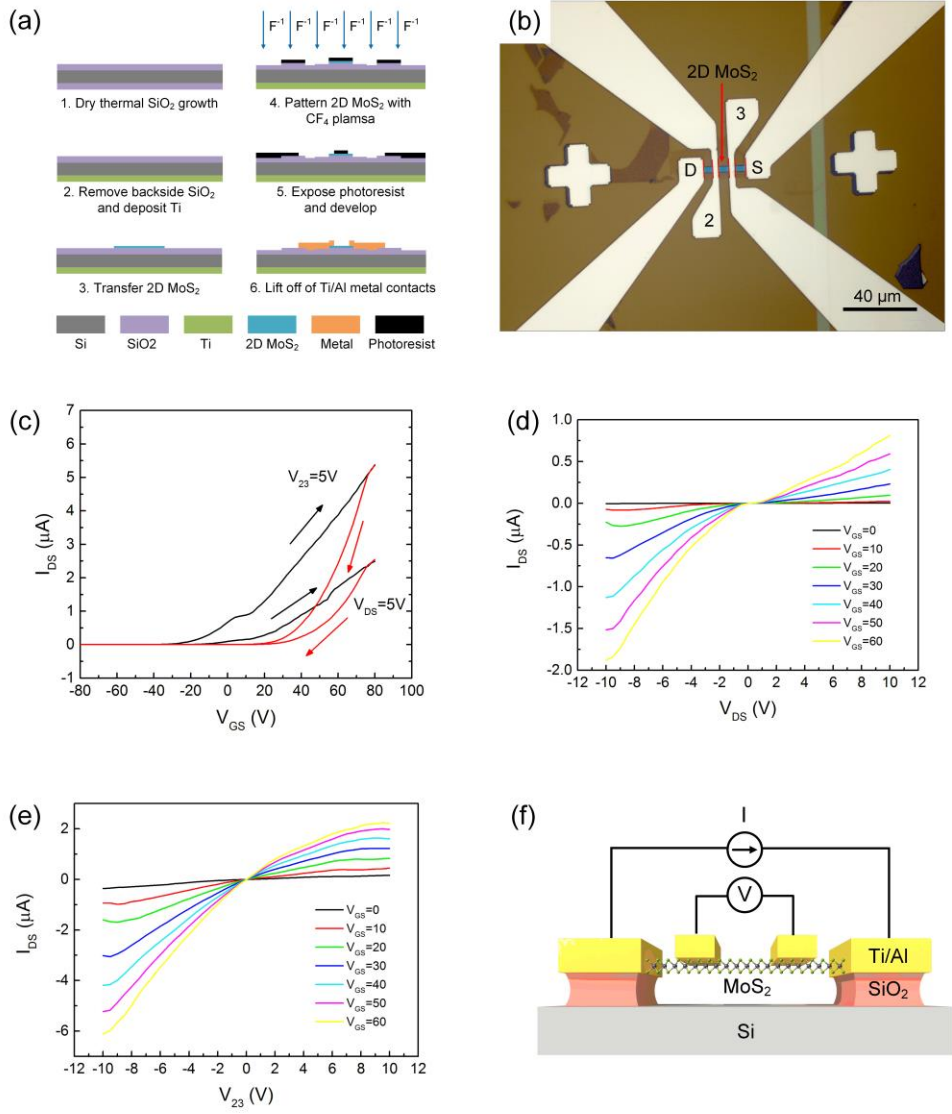 (a)
F⁻¹ F⁻¹ F⁻¹ F⁻¹ F⁻¹ F⁻¹
1. Dry thermal SiO₂ growth
4. Pattern 2D MoS₂ with
CF₄ plamsa
2. Remove backside SiO₂
and deposit Ti
5. Expose photoresist
and develop
3. Transfer 2D MoS₂
6. Lift off of Ti/Al metal contacts
Si SiO2 Ti 2D MoS₂ Metal Photoresist
(b)
2D MoS₂
3
D
S
2
40 µm
(c)
7
6
5
4
3
2
1
0
-1
I_DS (µA)
V₂₃=5V
V_DS=5V
-80 -60 -40 -20 0 20 40 60 80 100
V_GS (V)
(d)
1.0
0.5
0.0
-0.5
-1.0
-1.5
-2.0
I_DS (µA)
V_GS=0
V_GS=10
V_GS=20
V_GS=30
V_GS=40
V_GS=50
V_GS=60
-12 -10 -8 -6 -4 -2 0 2 4 6 8 10 12
V_DS (V)
(e)
2
0
-2
-4
-6
I_DS (µA)
V_GS=0
V_GS=10
V_GS=20
V_GS=30
V_GS=40
V_GS=50
V_GS=60
-12 -10 -8 -6 -4 -2 0 2 4 6 8 10 12
V₂₃ (V)
(f)
I
V
Ti/Al
MoS₂
SiO₂
Si